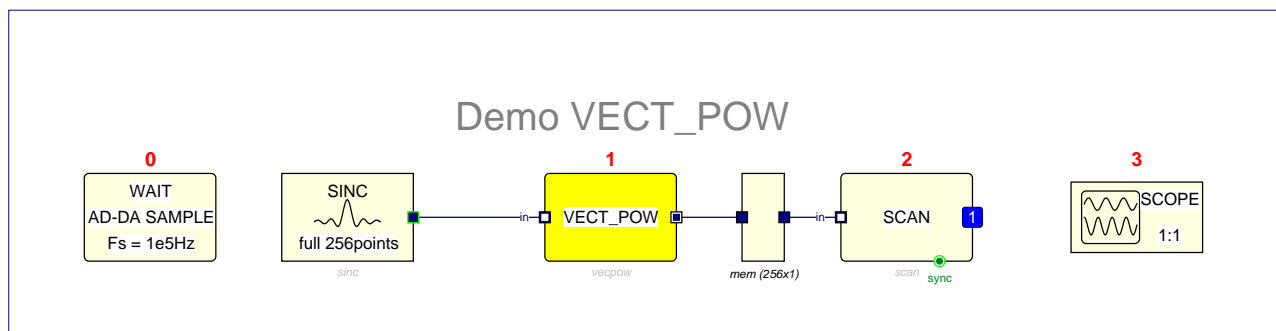 Demo VECT_POW
0
1
2
3
WAIT
AD-DA SAMPLE
Fs = 1e5Hz
SINC
full 256points
sinc
in
VECT_POW
vecpow
mem (256x1)
in
SCAN
1
scan
sync
SCOPE
1:1